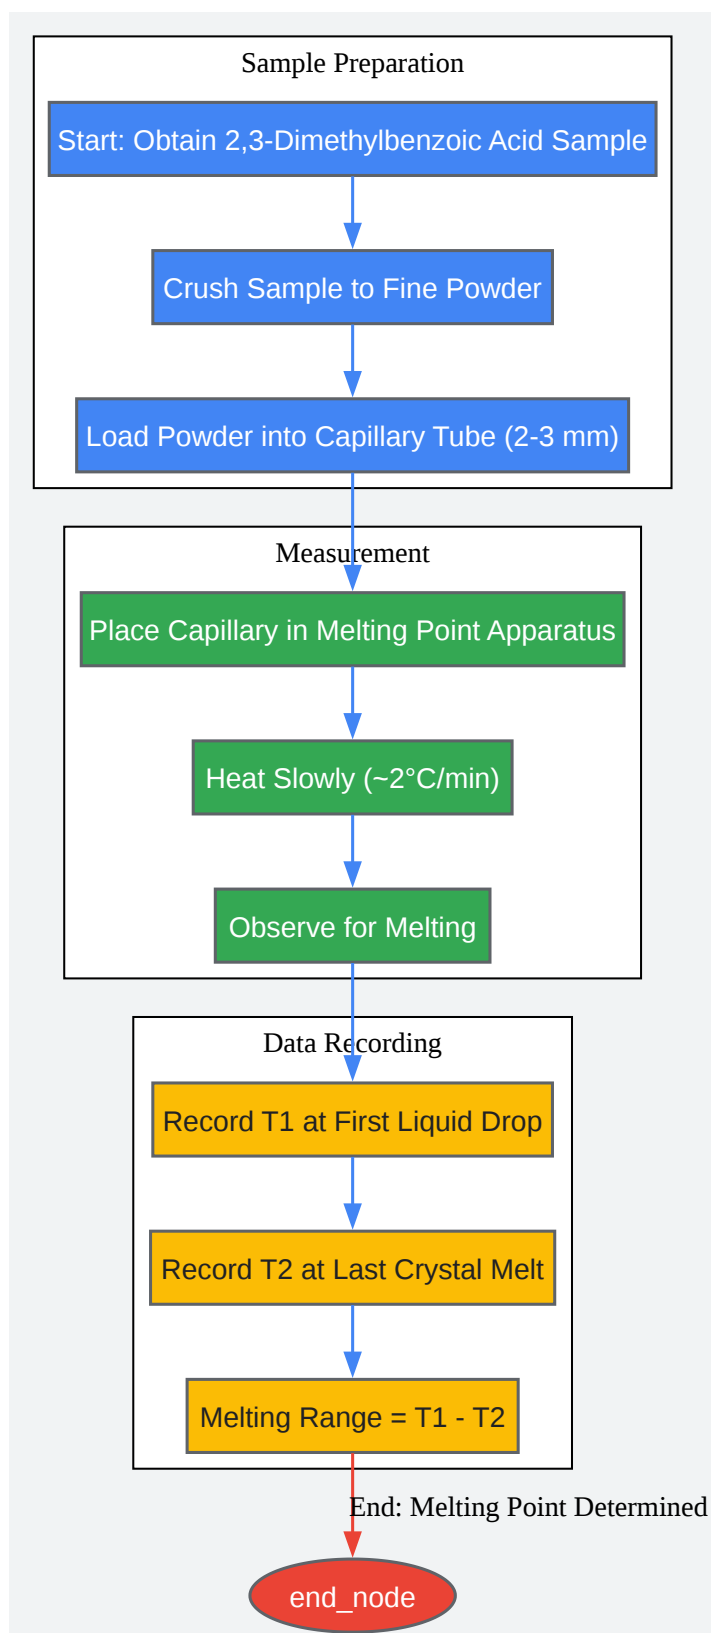 Sample Preparation
Start: Obtain 2,3-Dimethylbenzoic Acid Sample
Crush Sample to Fine Powder
Load Powder into Capillary Tube (2-3 mm)
Measurement
Place Capillary in Melting Point Apparatus
Heat Slowly (~2°C/min)
Observe for Melting
Data Recording
Record T1 at First Liquid Drop
Record T2 at Last Crystal Melt
Melting Range = T1 - T2
End: Melting Point Determined
end_node